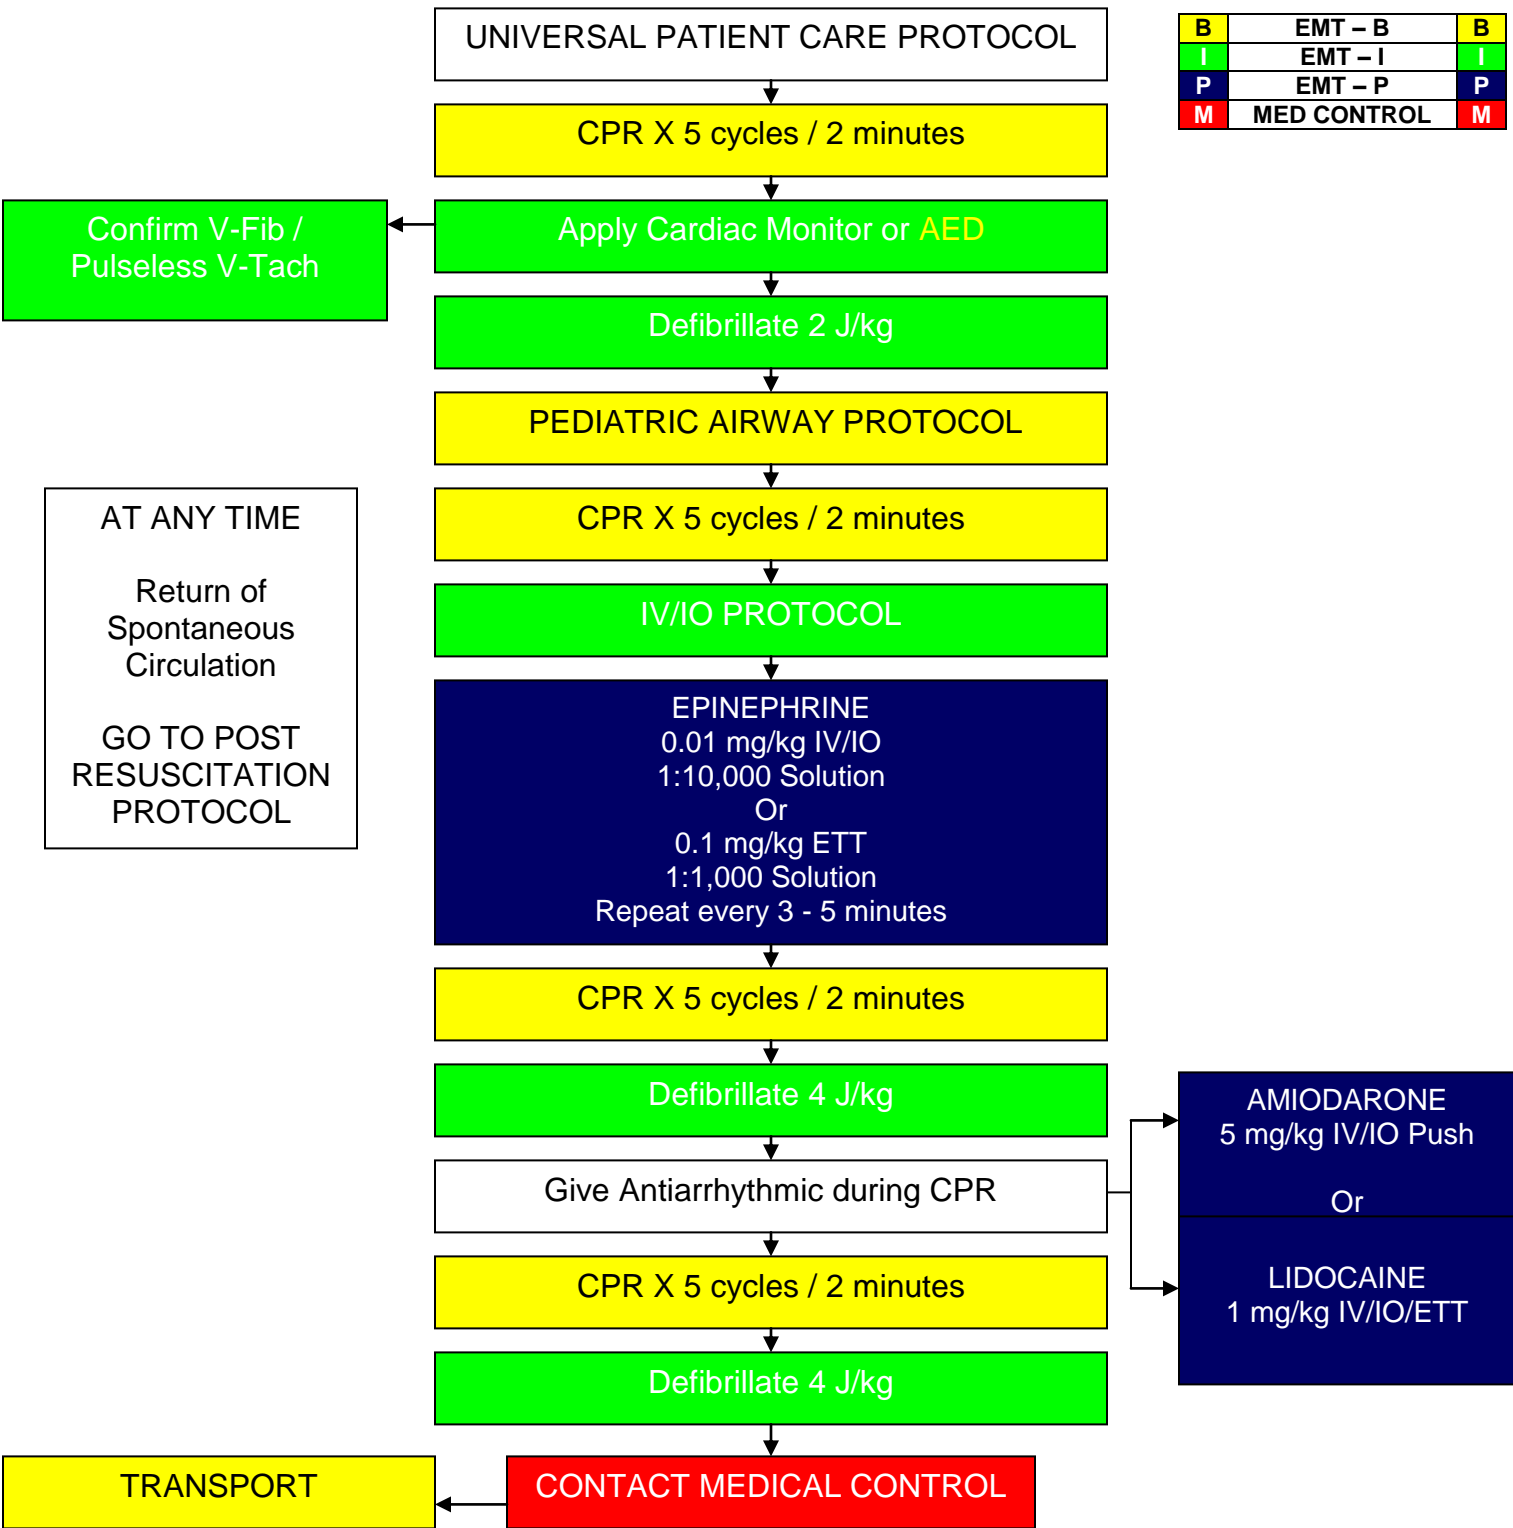 UNIVERSAL PATIENT CARE PROTOCOL
B EMT – B B
I EMT – I I
P EMT – P P
M MED CONTROL M
CPR X 5 cycles / 2 minutes
Confirm V-Fib /
Pulseless V-Tach
Apply Cardiac Monitor or AED
Defibrillate 2 J/kg
PEDIATRIC AIRWAY PROTOCOL
AT ANY TIME
Return of
Spontaneous
Circulation
GO TO POST
RESUSCITATION
PROTOCOL
CPR X 5 cycles / 2 minutes
IV/IO PROTOCOL
EPINEPHRINE
0.01 mg/kg IV/IO
1:10,000 Solution
Or
0.1 mg/kg ETT
1:1,000 Solution
Repeat every 3 - 5 minutes
CPR X 5 cycles / 2 minutes
Defibrillate 4 J/kg
Give Antiarrhythmic during CPR
AMIODARONE
5 mg/kg IV/IO Push
Or
LIDOCAINE
1 mg/kg IV/IO/ETT
CPR X 5 cycles / 2 minutes
Defibrillate 4 J/kg
CONTACT MEDICAL CONTROL
TRANSPORT